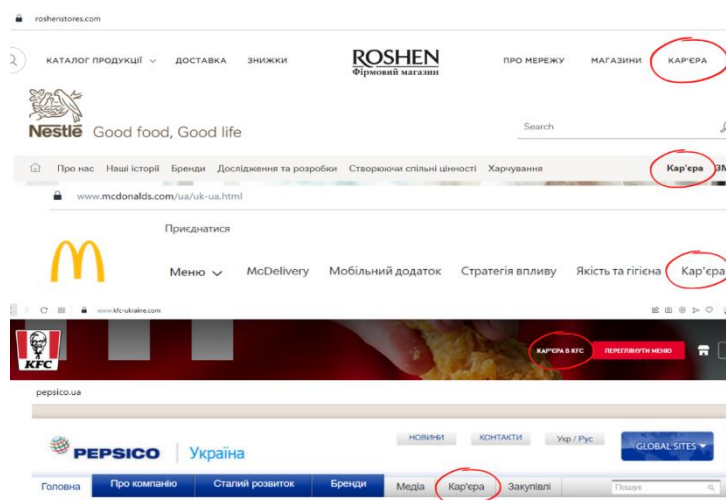 roshenstores.com
КАТАЛОГ ПРОДУКЦІЇ ДОСТАВКА ЗНИЖКИ ROSHEN ПРО МЕРЕЖУ МАГАЗИНИ КАР'ЄРА
Фірмовий магазин
Nestlé Good food, Good life Search
Про нас Наші історії Бренди Дослідження та розробки Створюючи спільні цінності Харчування Кар'єра ЗМ
www.mcdonalds.com/ua/uk-ua.html
Приєднатися
Меню McDelivery Мобільний додаток Стратегія впливу Якість та гігієна Кар'єра
www.kfc-ukraine.com
KFC КАР'ЄРА В KFC ПЕРЕГЛЯНУТИ МЕНЮ
pepsico.ua
PEPSICO Україна НОВИНИ КОНТАКТИ Укр / Рус GLOBAL SITES
Головна Про компанію Сталий розвиток Бренди Медіа Кар'єра Закупівлі Пошук